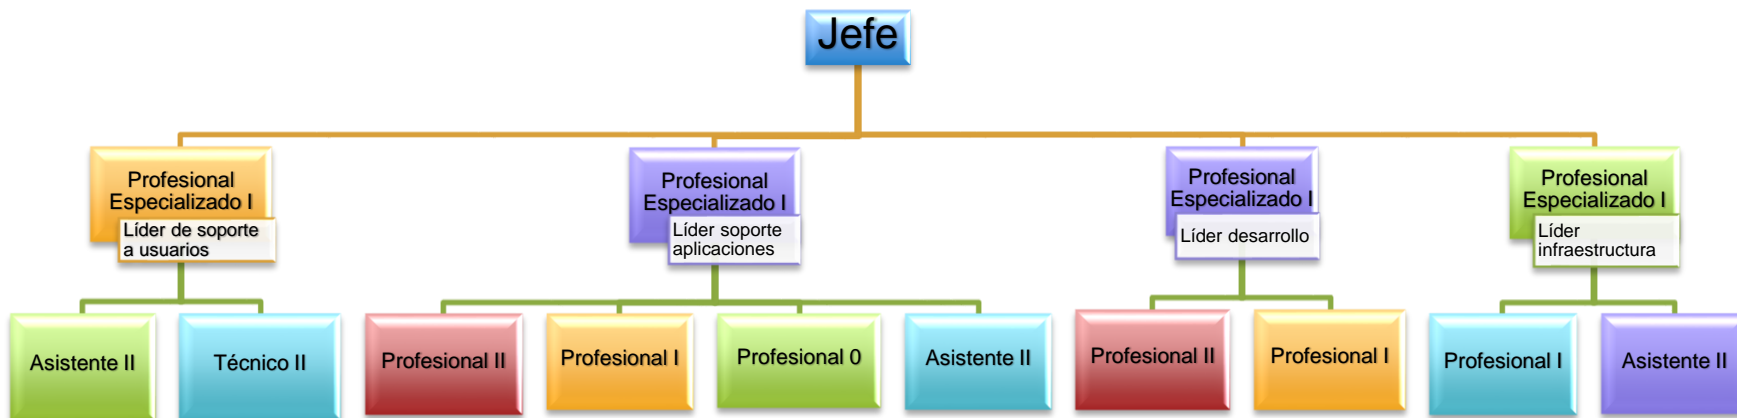 Jefe
Profesional
Especializado I
Líder de soporte
a usuarios
Profesional
Especializado I
Líder soporte
aplicaciones
Profesional
Especializado I
Líder desarrollo
Profesional
Especializado I
Líder
infraestructura
Asistente II
Técnico II
Profesional II
Profesional I
Profesional 0
Asistente II
Profesional II
Profesional I
Profesional I
Asistente II